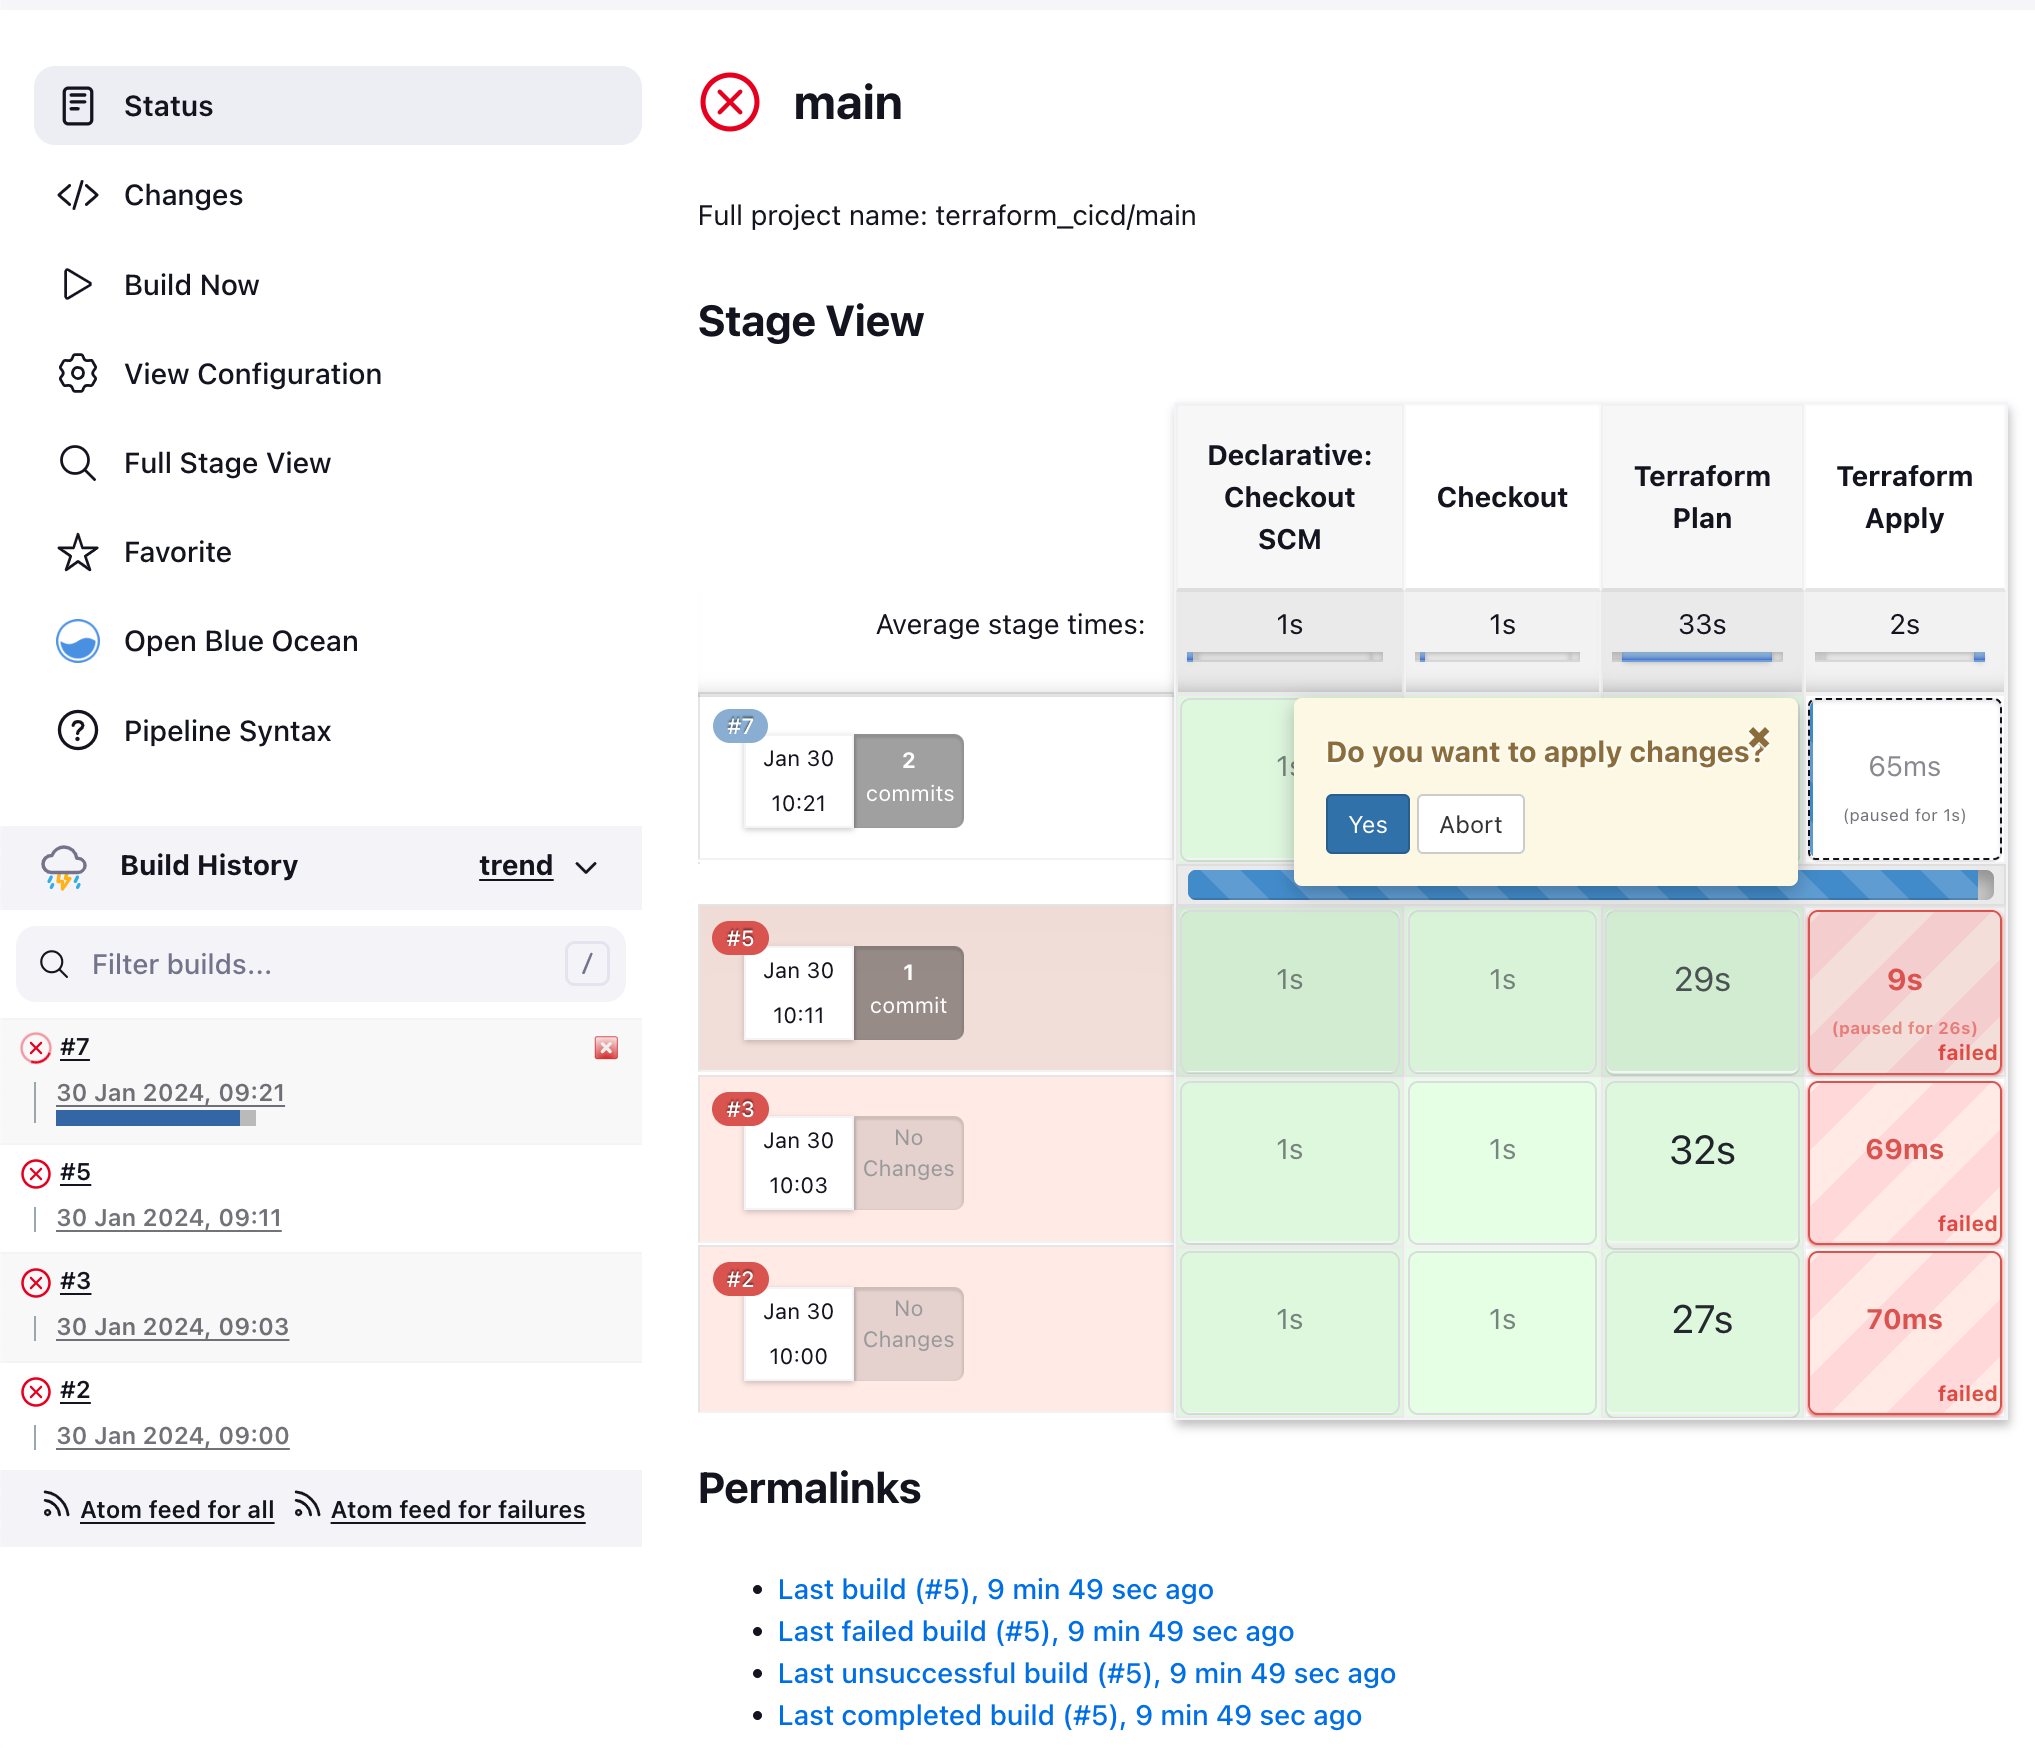 Status
Changes
Build Now
View Configuration
Full Stage View
Favorite
Open Blue Ocean
Pipeline Syntax
Build History
trend
Filter builds...
/
#7
30 Jan 2024, 09:21
#5
30 Jan 2024, 09:11
#3
30 Jan 2024, 09:03
#2
30 Jan 2024, 09:00
Atom feed for all
Atom feed for failures
main
Full project name: terraform_cicd/main
Stage View
Declarative:
Checkout
SCM
Checkout
Terraform
Plan
Terraform
Apply
Average stage times:
1s
1s
33s
2s
#7
Jan 30
10:21
2
commits
1s
Do you want to apply changes?
Yes
Abort
65ms
(paused for 1s)
#5
Jan 30
10:11
1
commit
1s
1s
29s
9s
(paused for 26s)
failed
#3
Jan 30
10:03
No
Changes
1s
1s
32s
69ms
failed
#2
Jan 30
10:00
No
Changes
1s
1s
27s
70ms
failed
Permalinks
Last build (#5), 9 min 49 sec ago
Last failed build (#5), 9 min 49 sec ago
Last unsuccessful build (#5), 9 min 49 sec ago
Last completed build (#5), 9 min 49 sec ago